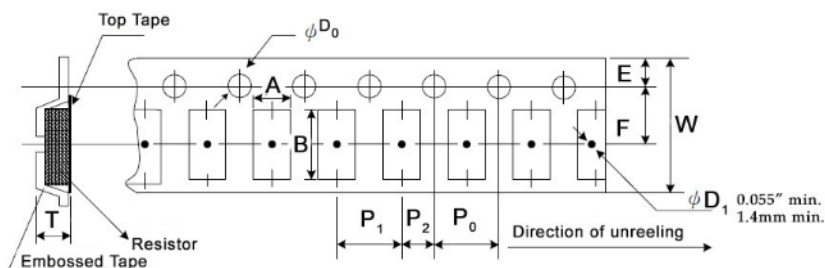 Top Tape
ϕD₀
A
B
E
F
W
T
P₁
P₂
P₀
ϕD₁ 0.055″ min.
1.4mm min.
Direction of unreeling
Resistor
Embossed Tape